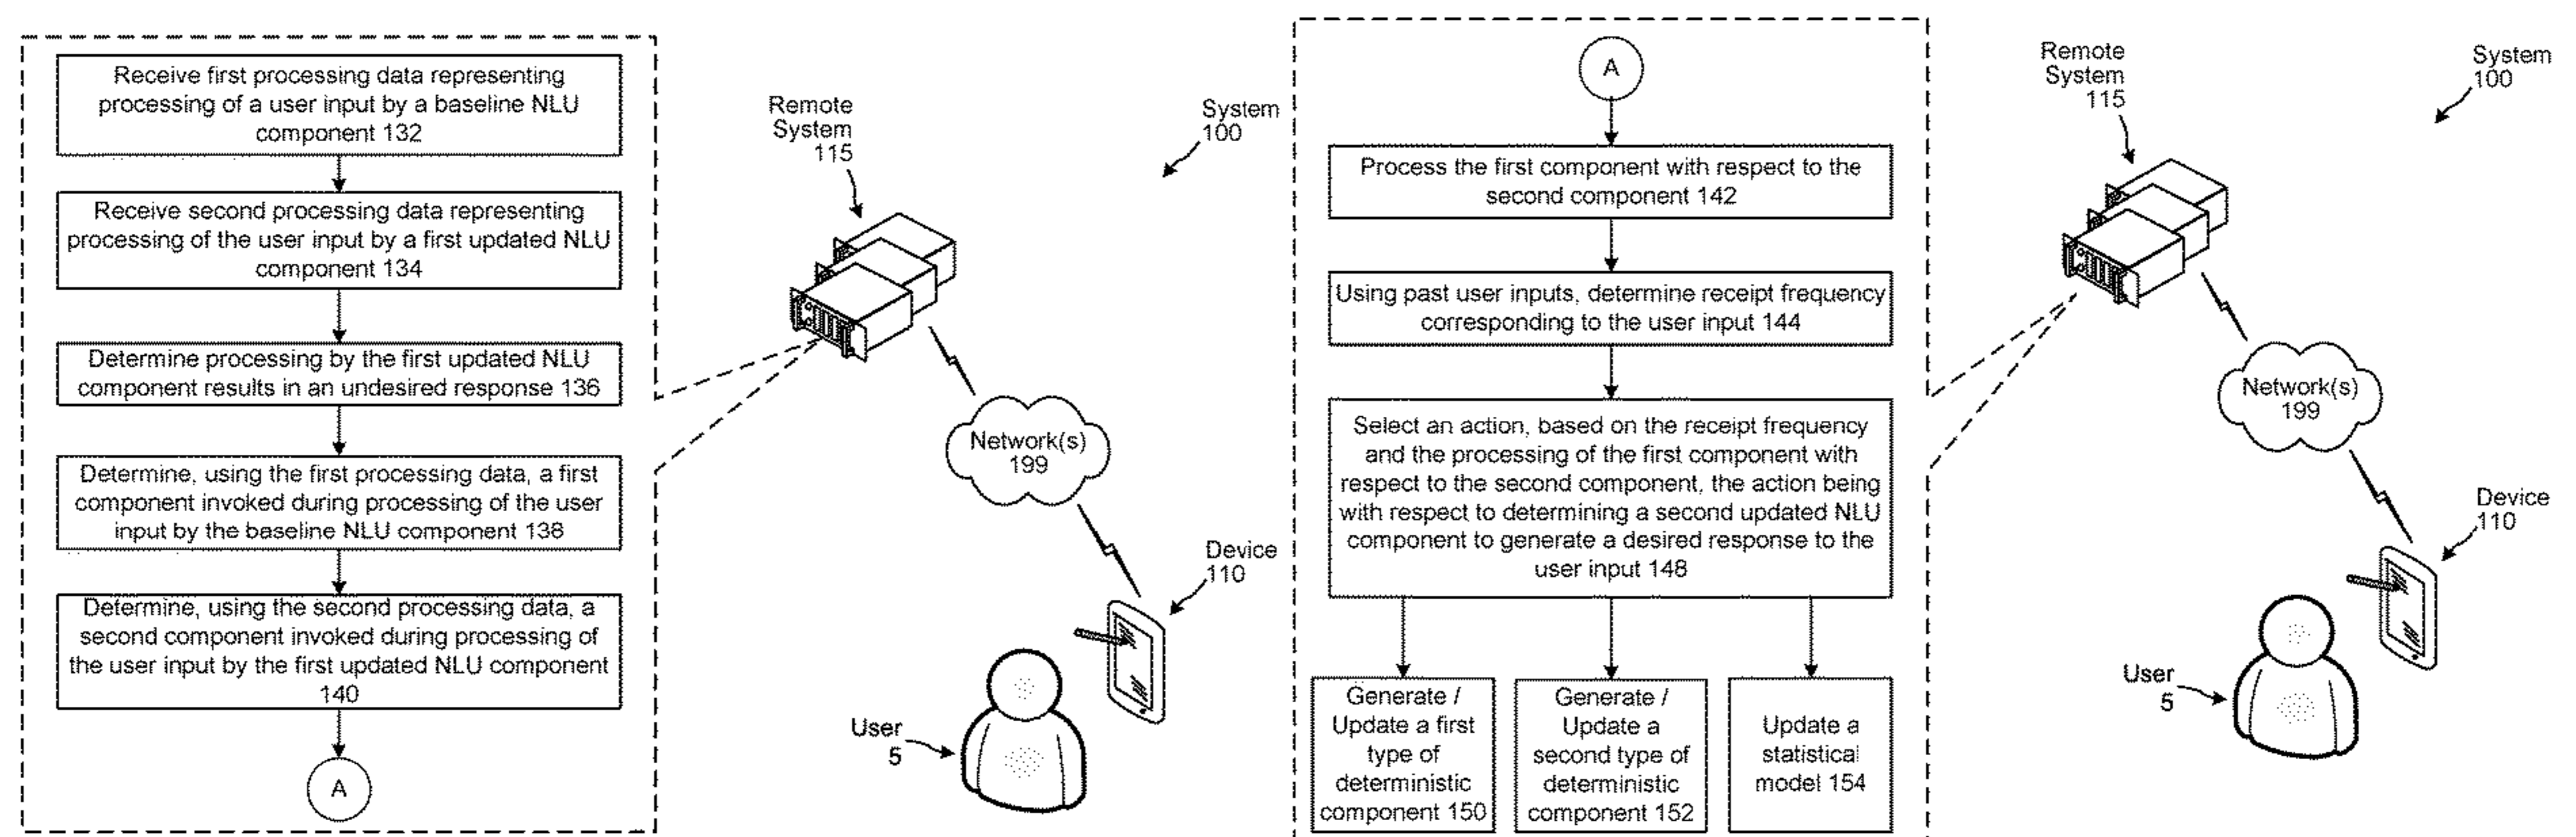 Receive first processing data representing
processing of a user input by a baseline NLU
component 132
Receive second processing data representing
processing of the user input by a first updated NLU
component 134
Determine processing by the first updated NLU
component results in an undesired response 136
Determine, using the first processing data, a first
component invoked during processing of the user
input by the baseline NLU component 138
Determine, using the second processing data, a
second component invoked during processing of
the user input by the first updated NLU component
140
A
Remote
System
115
System
100
Network(s)
199
Device
110
User
5
A
Process the first component with respect to the
second component 142
Using past user inputs, determine receipt frequency
corresponding to the user input 144
Select an action, based on the receipt frequency
and the processing of the first component with
respect to the second component, the action being
with respect to determining a second updated NLU
component to generate a desired response to the
user input 148
Generate /
Update a first
type of
deterministic
component 150
Generate /
Update a
second type of
deterministic
component 152
Update a
statistical
model 154
Remote
System
115
System
100
Network(s)
199
Device
110
User
5